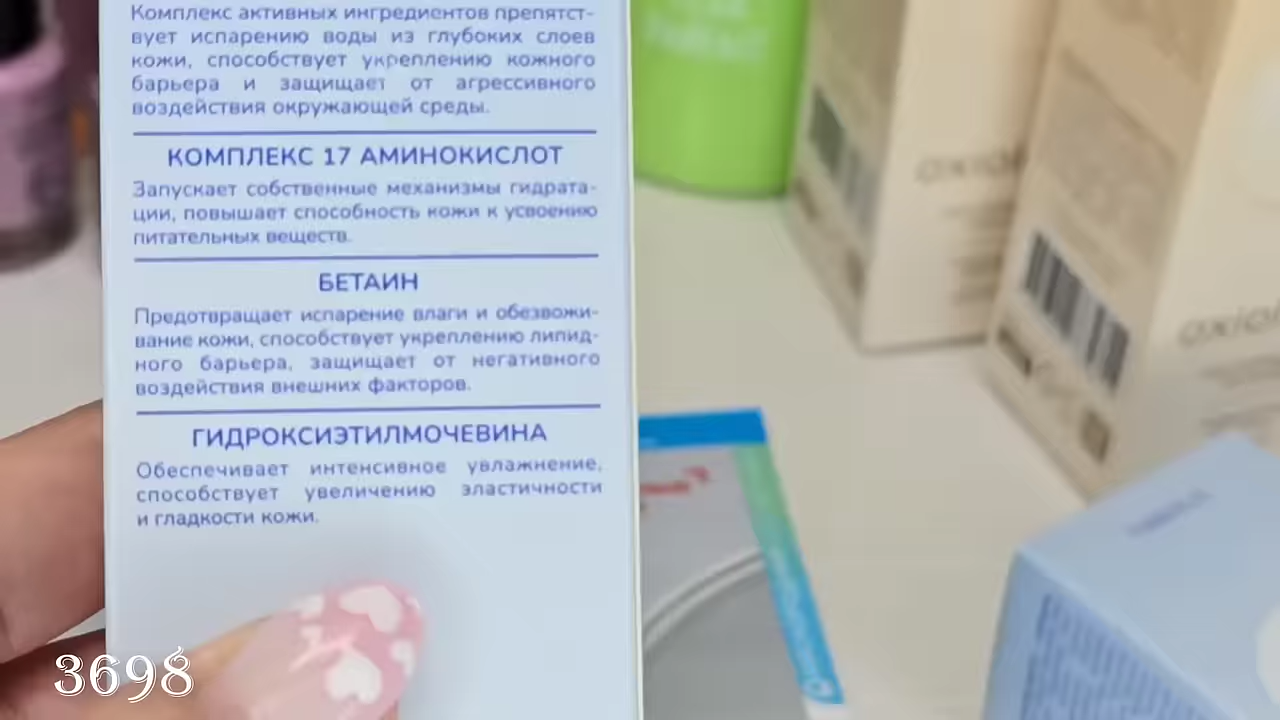 Комплекс активных ингредиентов препятст-
вует испарению воды из глубоких слоев
кожи, способствует укреплению кожного
барьера и защищает от агрессивного
воздействия окружающей среды.
КОМПЛЕКС 17 АМИНОКИСЛОТ
Запускает собственные механизмы гидрата-
ции, повышает способность кожи к усвоению
питательных веществ.
БЕТАИН
Предотвращает испарение влаги и обезвожи-
вание кожи, способствует укреплению липид-
ного барьера, защищает от негативного
воздействия внешних факторов.
ГИДРОКСИЭТИЛМОЧЕВИНА
Обеспечивает интенсивное увлажнение,
способствует увеличению эластичности
и гладкости кожи.
3698